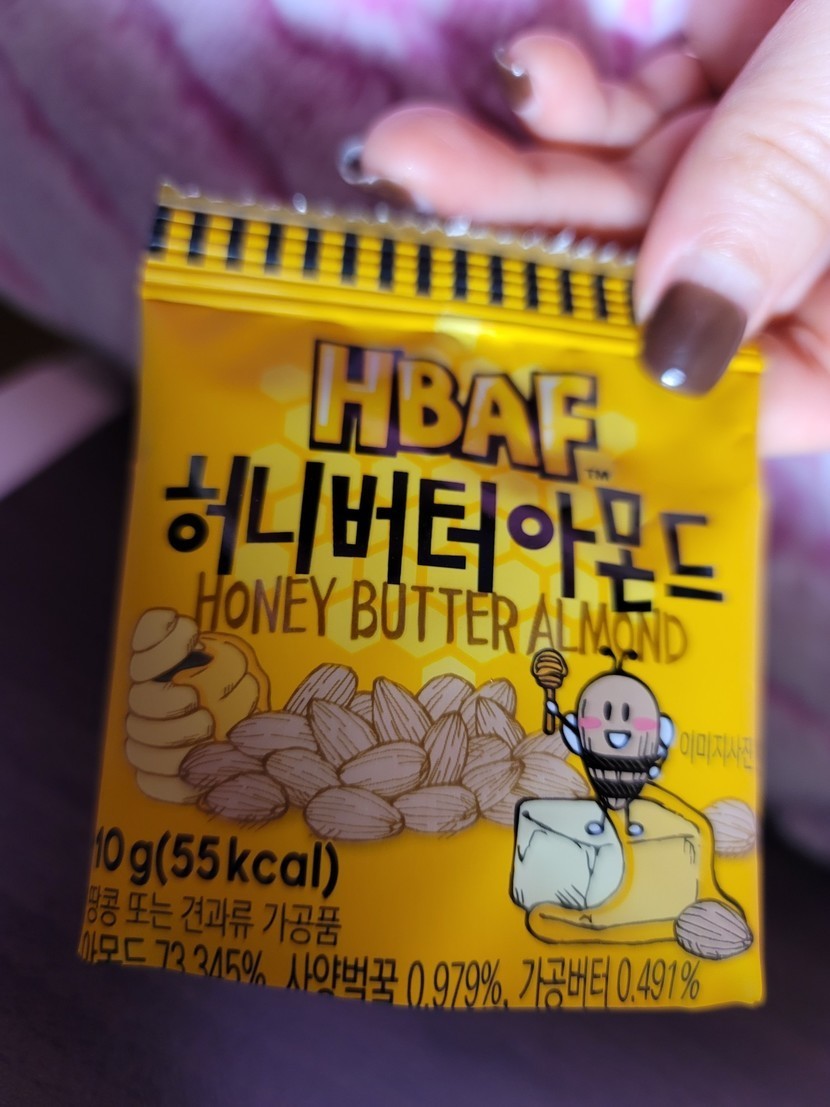 HBAF™
허니버터아몬드
HONEY BUTTER ALMOND
이미지사진
10g(55kcal)
땅콩 또는 견과류 가공품
아몬드 73.345%, 사양벌꿀 0.979%, 가공버터 0.491%